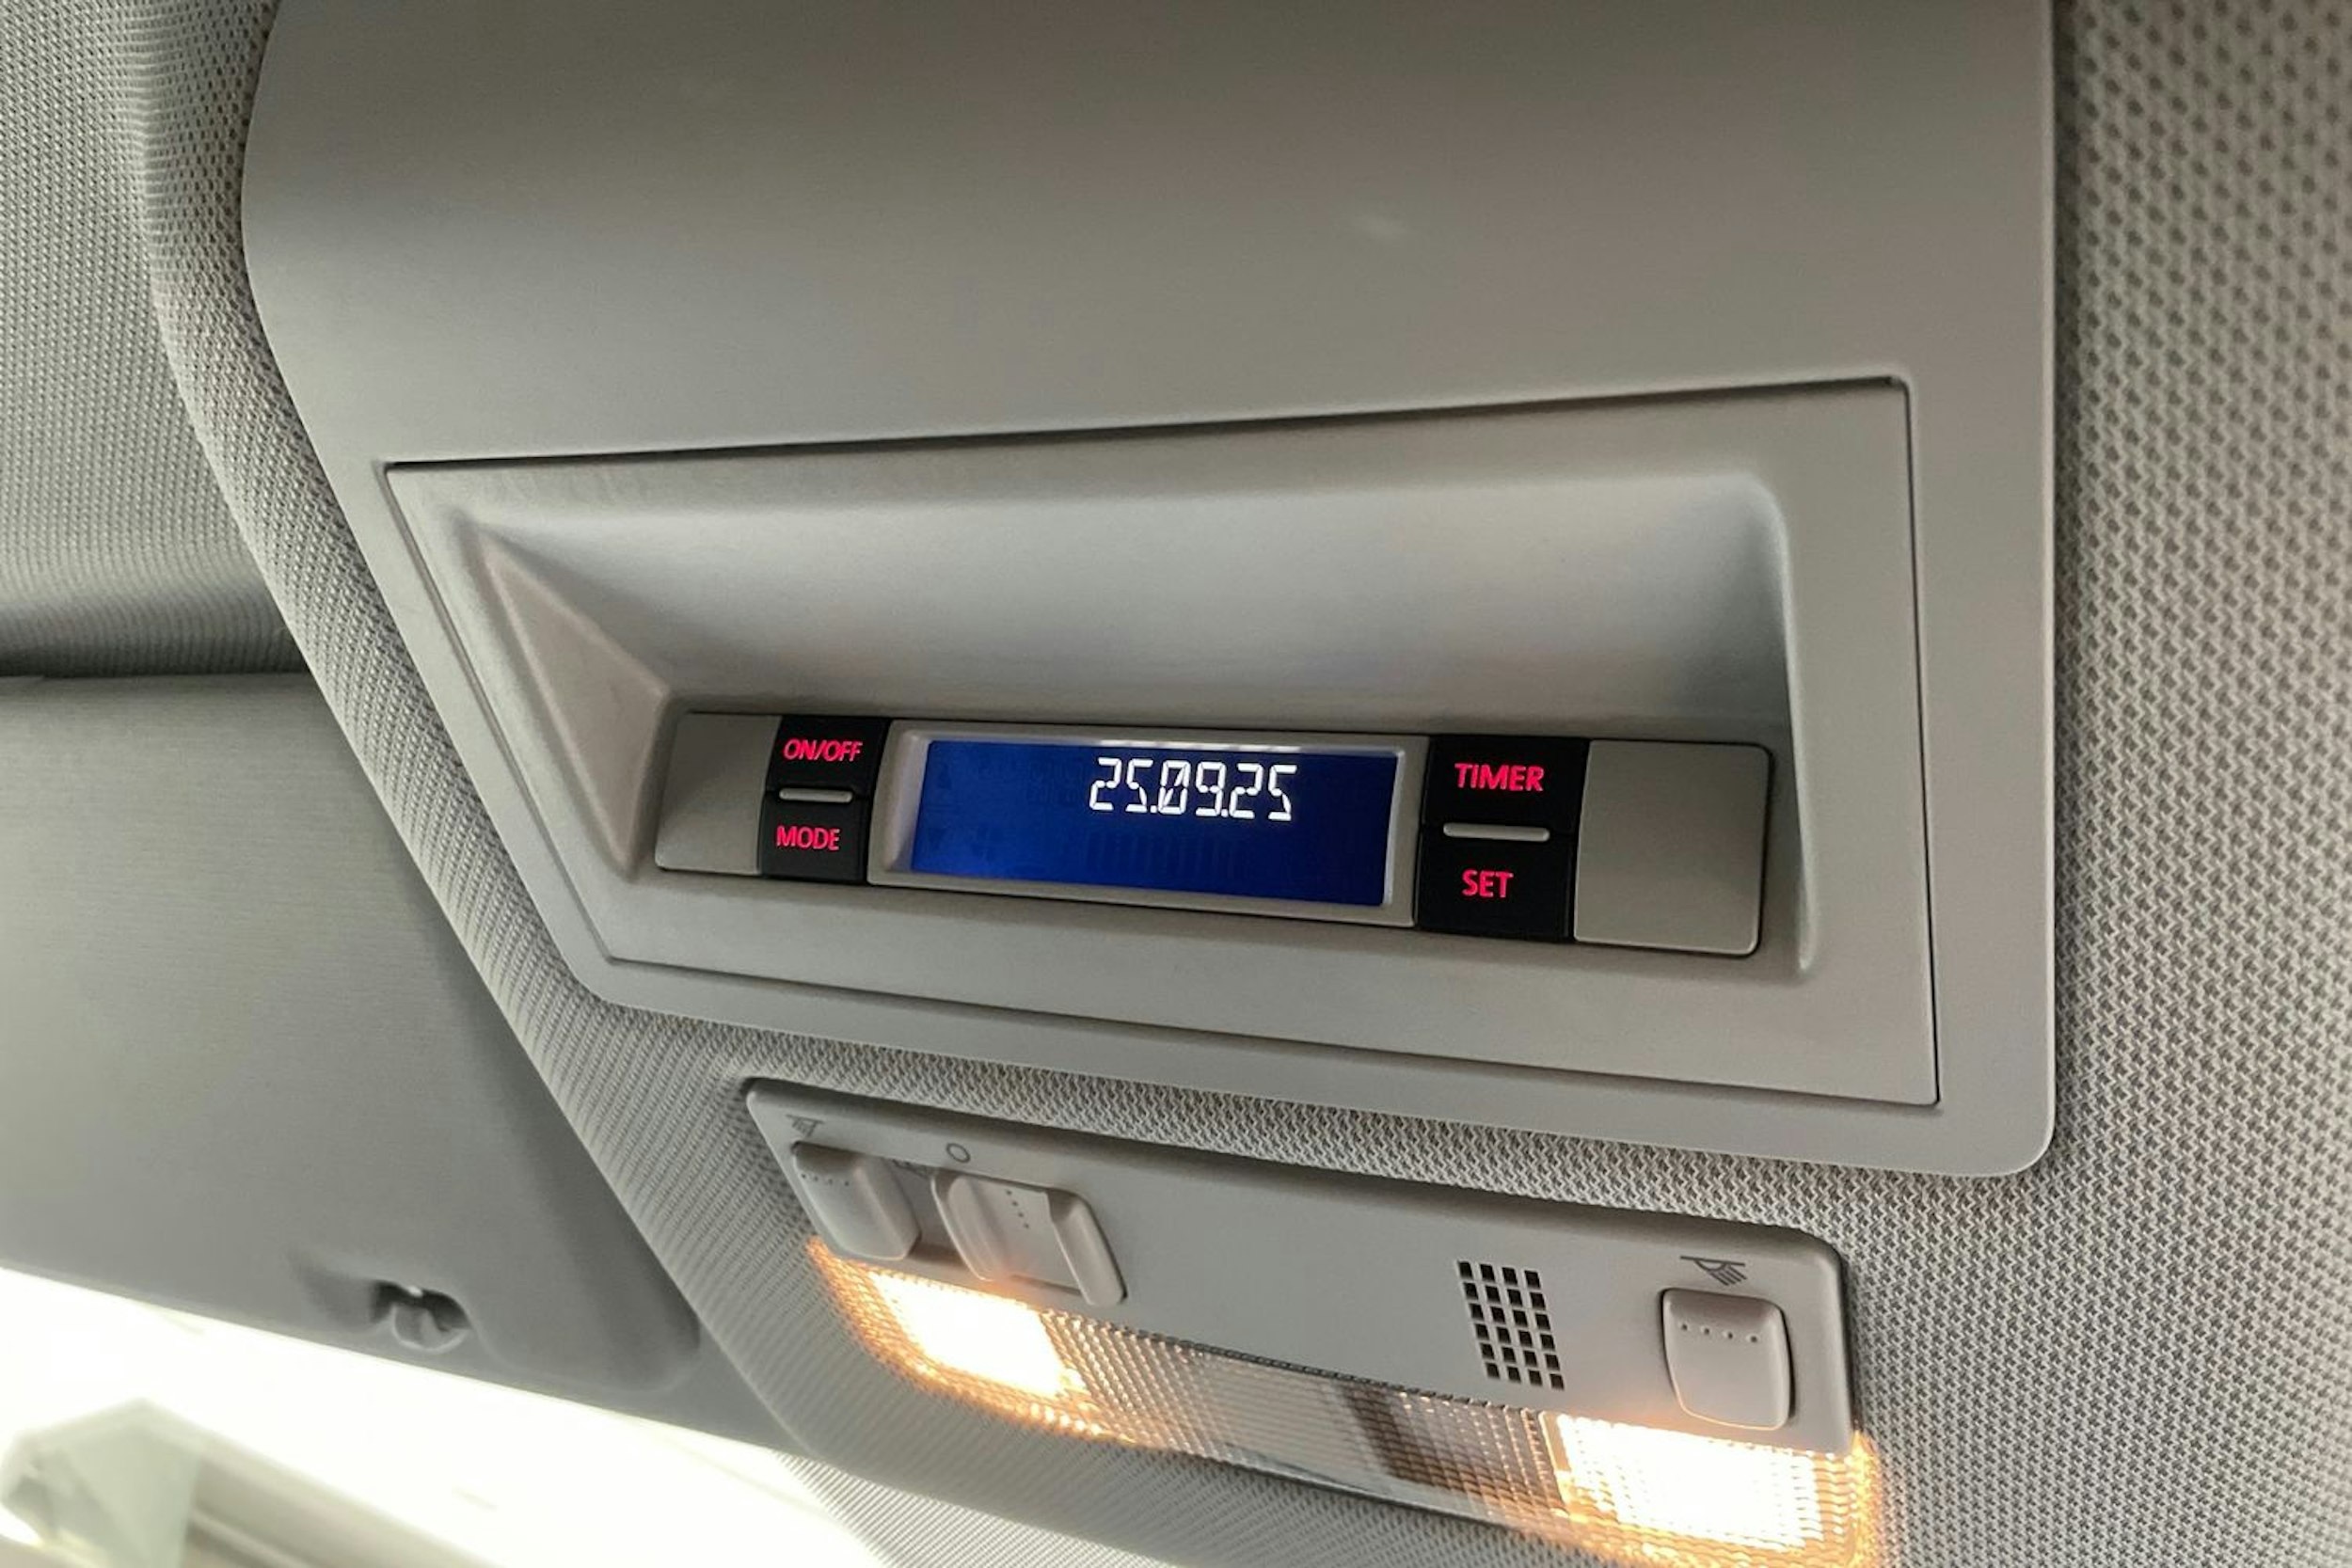 ON/OFF
MODE
25.09.25
TIMER
SET